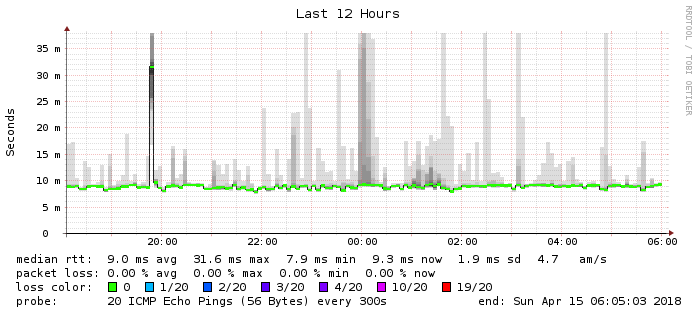 Last 12 Hours
RRDTOOL / TOBI OETIKER
Seconds
35 m
30 m
25 m
20 m
15 m
10 m
5 m
0
20:00 22:00 00:00 02:00 04:00 06:00
median rtt: 9.0 ms avg 31.6 ms max 7.9 ms min 9.3 ms now 1.9 ms sd 4.7 am/s
packet loss: 0.00 % avg 0.00 % max 0.00 % min 0.00 % now
loss color: 0 1/20 2/20 3/20 4/20 10/20 19/20
probe: 20 ICMP Echo Pings (56 Bytes) every 300s end: Sun Apr 15 06:05:03 2018